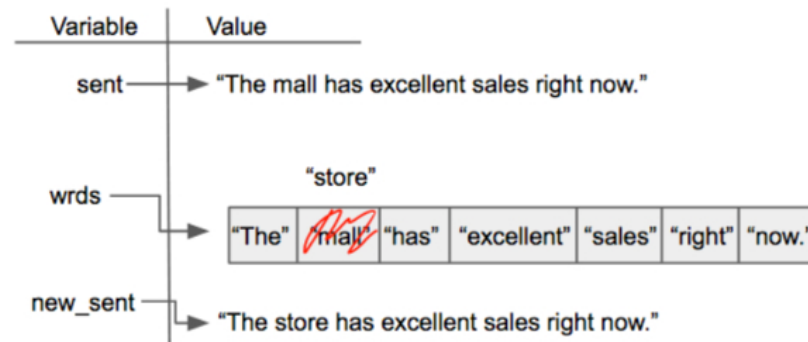 Variable Value
sent "The mall has excellent sales right now."
"store"
wrds
"The" "mall" "has" "excellent" "sales" "right" "now."
new_sent
"The store has excellent sales right now."